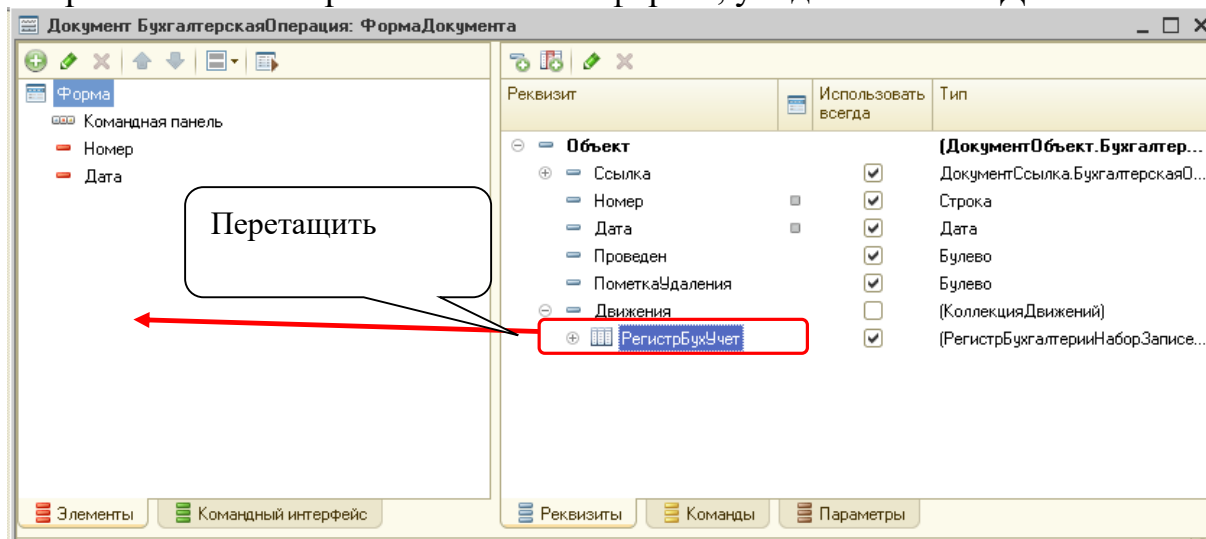 Документ БухгалтерскаяОперация: ФормаДокумента
Реквизит Использовать всегда Тип
Форма
Командная панель
Номер
Дата
Объект (ДокументОбъект.Бухгалтер...
Ссылка ДокументСсылка.БухгалтерскаяО...
Номер Строка
Дата Дата
Проведен Булево
ПометкаУдаления Булево
Движения (КоллекцияДвижений)
РегистрБухУчет (РегистрБухгалтерииНаборЗаписе...
Перетащить
Элементы Командный интерфейс
Реквизиты Команды Параметры